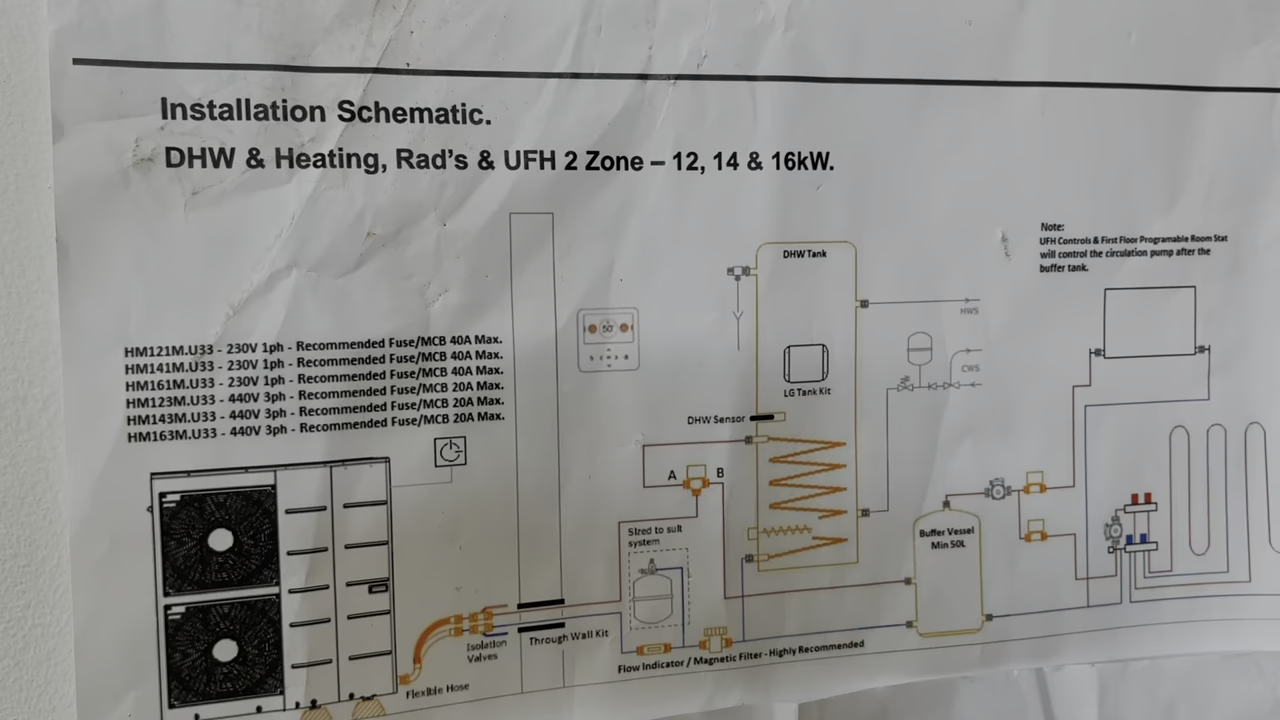 Installation Schematic.
DHW & Heating, Rad's & UFH 2 Zone – 12, 14 & 16kW.
Note:
UFH Controls & First Floor Programable Room Stat
will control the circulation pump after the
buffer tank.
DHW Tank
HWS
50
HM121M.U33 - 230V 1ph - Recommended Fuse/MCB 40A Max.
HM141M.U33 - 230V 1ph - Recommended Fuse/MCB 40A Max.
HM161M.U33 - 230V 1ph - Recommended Fuse/MCB 40A Max.
HM123M.U33 - 440V 3ph - Recommended Fuse/MCB 20A Max.
HM143M.U33 - 440V 3ph - Recommended Fuse/MCB 20A Max.
HM163M.U33 - 440V 3ph - Recommended Fuse/MCB 20A Max.
CWS
LG Tank Kit
DHW Sensor
A B
Sired to suit
system
Buffer Vessel
Min 50L
Isolation
Valves
Through Wall Kit
Flow Indicator / Magnetic Filter - Highly Recommended
Flexible Hose